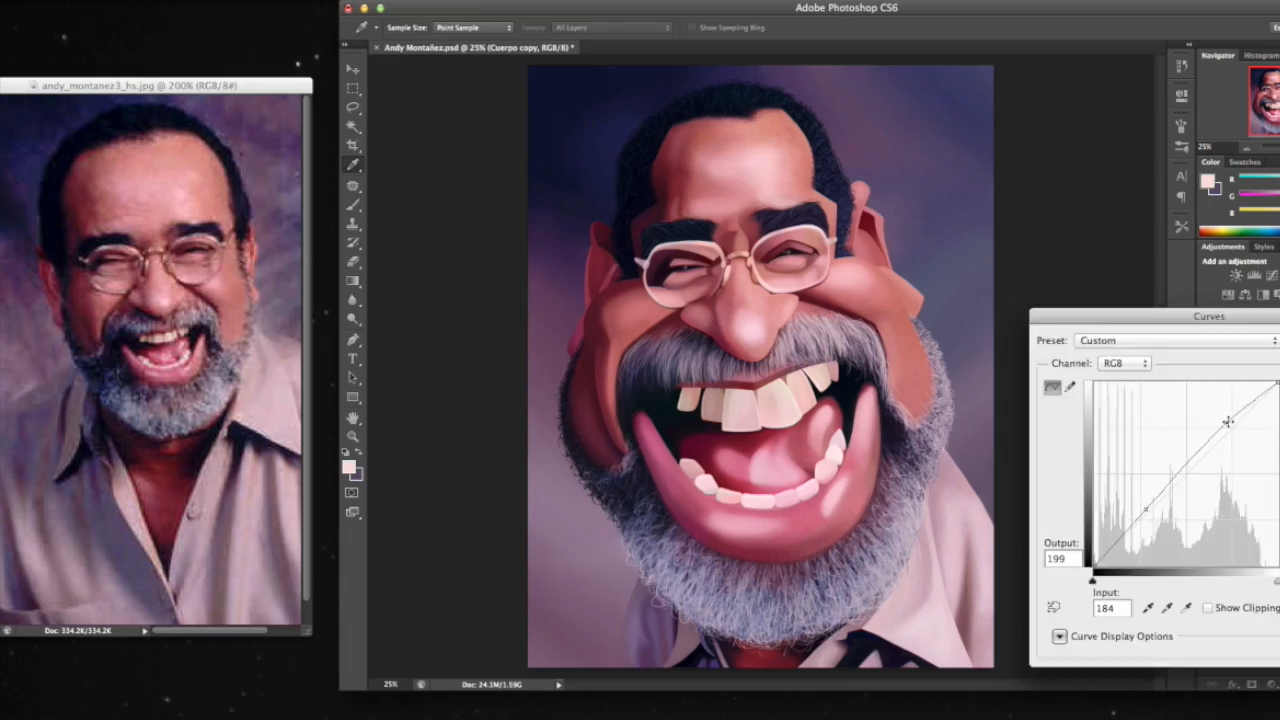 Adobe Photoshop CS6
Sample Size: Point Sample
All Layers
Show Sampling Ring
Andy Montañez.psd @ 25% (Cuerpo copy, RGB/8) *
Navigator Histogram
andy_montanez3_hs.jpg @ 200% (RGB/8#)
25%
Color Swatches
R
G
B
Adjustments Styles
Add an adjustment
Curves
Preset: Custom
Channel: RGB
Output:
199
Input:
184
Show Clipping
Curve Display Options
Doc: 334.2K/334.2K
25%
Doc: 24.1M/1.59G